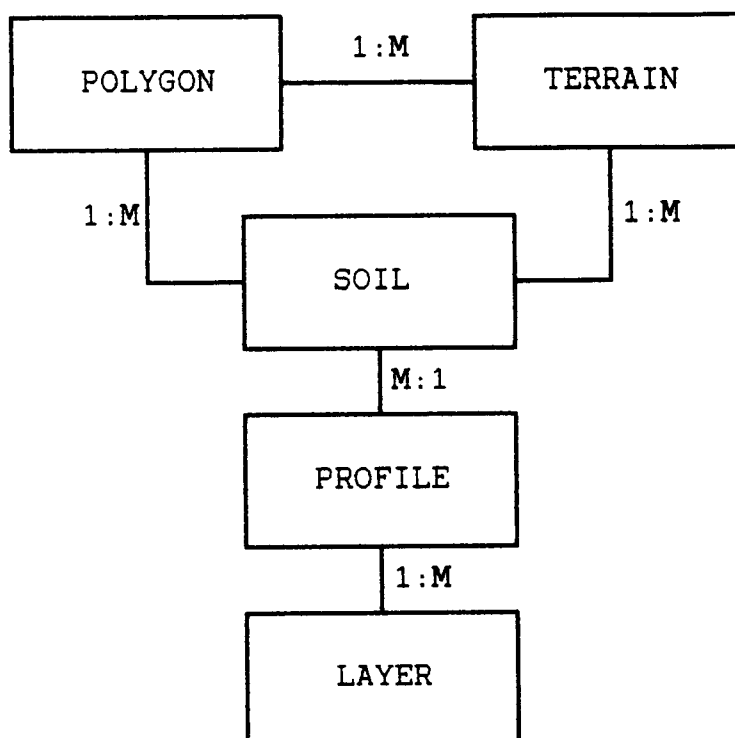 1:M
POLYGON
TERRAIN
1:M
1:M
SOIL
M:1
PROFILE
1:M
LAYER